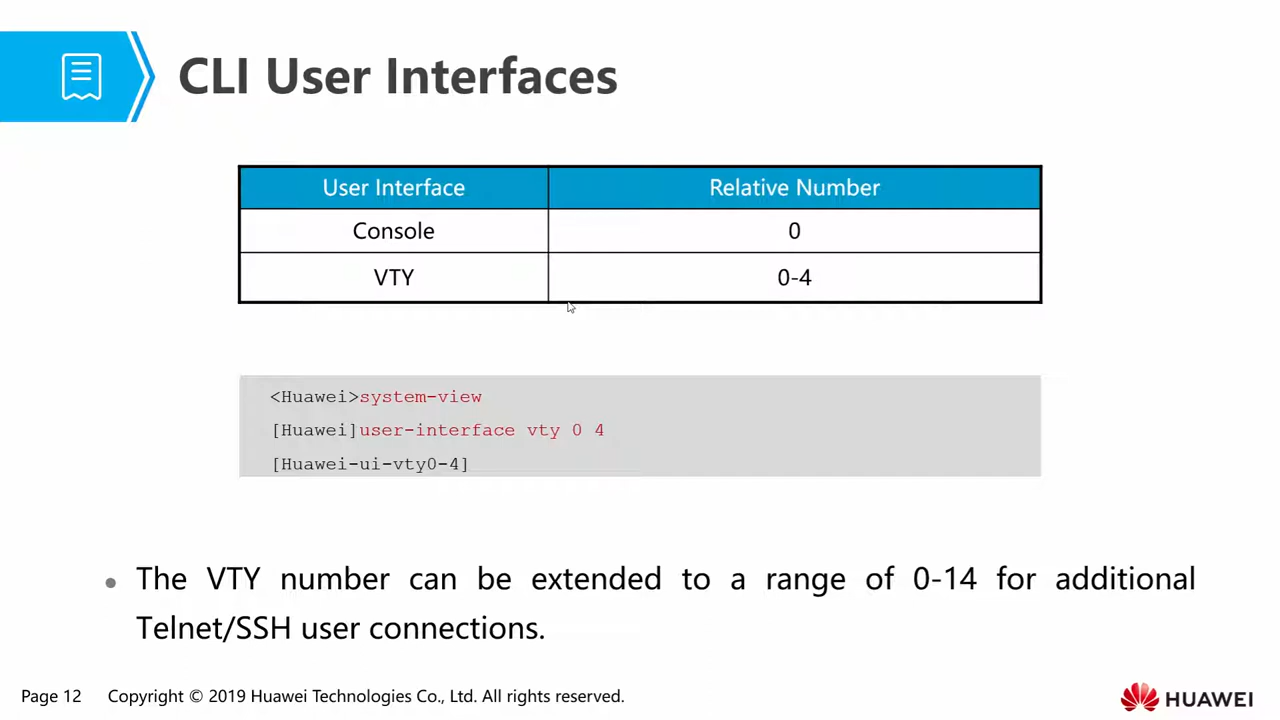 CLI User Interfaces
User Interface Relative Number
Console 0
VTY 0-4
<Huawei>system-view
[Huawei]user-interface vty 0 4
[Huawei-ui-vty0-4]
The VTY number can be extended to a range of 0-14 for additional
Telnet/SSH user connections.
Page 12 Copyright © 2019 Huawei Technologies Co., Ltd. All rights reserved.
HUAWEI